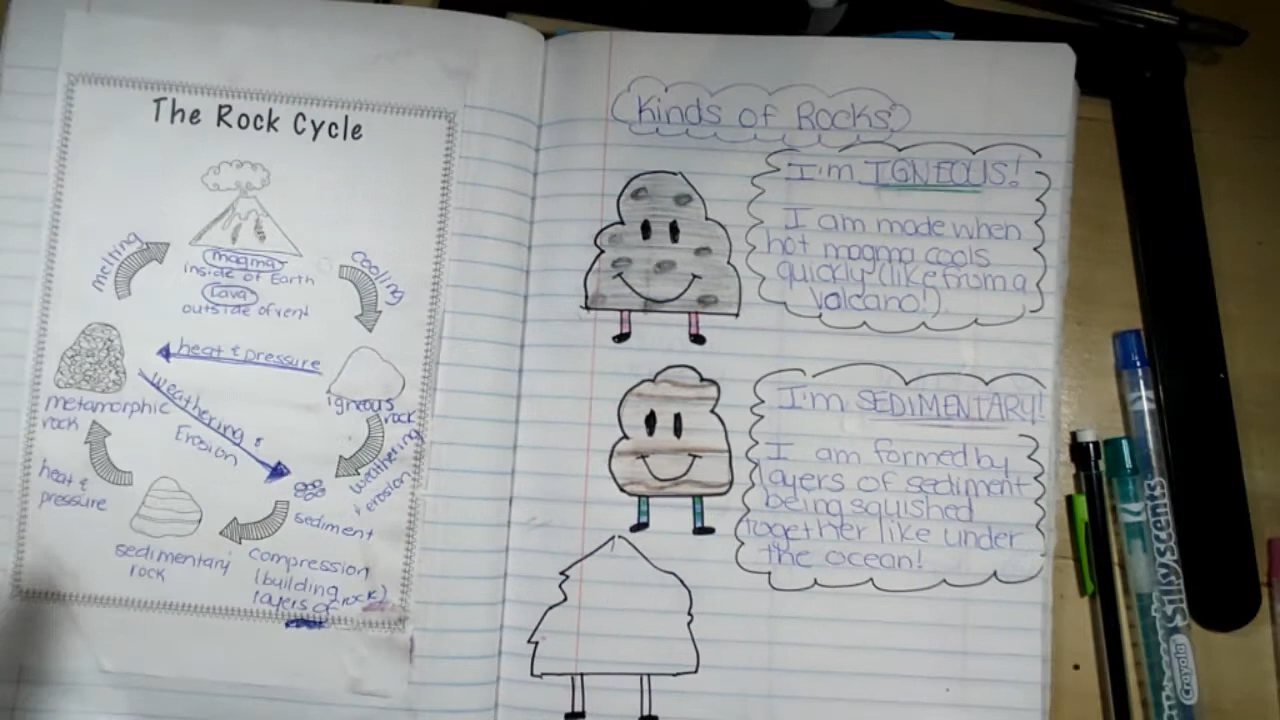 The Rock Cycle
melting
cooling
magma
inside of Earth
Lava
outside of vent
heat & pressure
metamorphic
rock
igneous
rock
weathering &
Erosion
weathering
& erosion
heat &
pressure
sediment
sedimentary
rock
compression
(building
layers of rock)
Kinds of Rocks
I'm IGNEOUS!
I am made when
hot magma cools
quickly (like from a
volcano!)
I'm SEDIMENTARY!
I am formed by
layers of sediment
being squished
together like under
the ocean!
Crayola Sillyscents